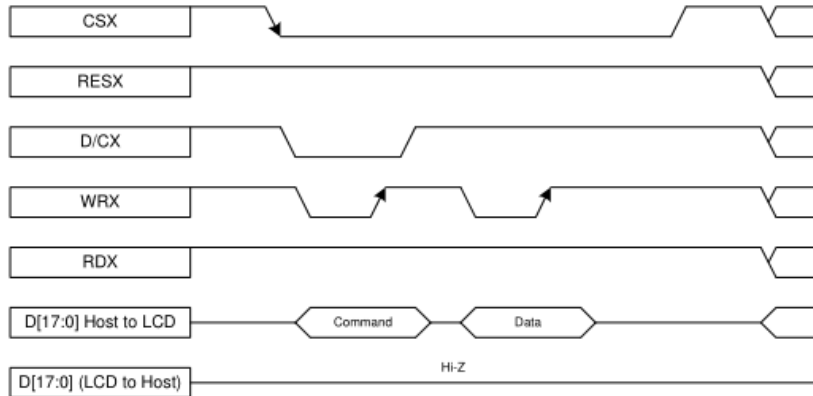 CSX
RESX
D/CX
WRX
RDX
D[17:0] Host to LCD
Command
Data
Hi-Z
D[17:0] (LCD to Host)